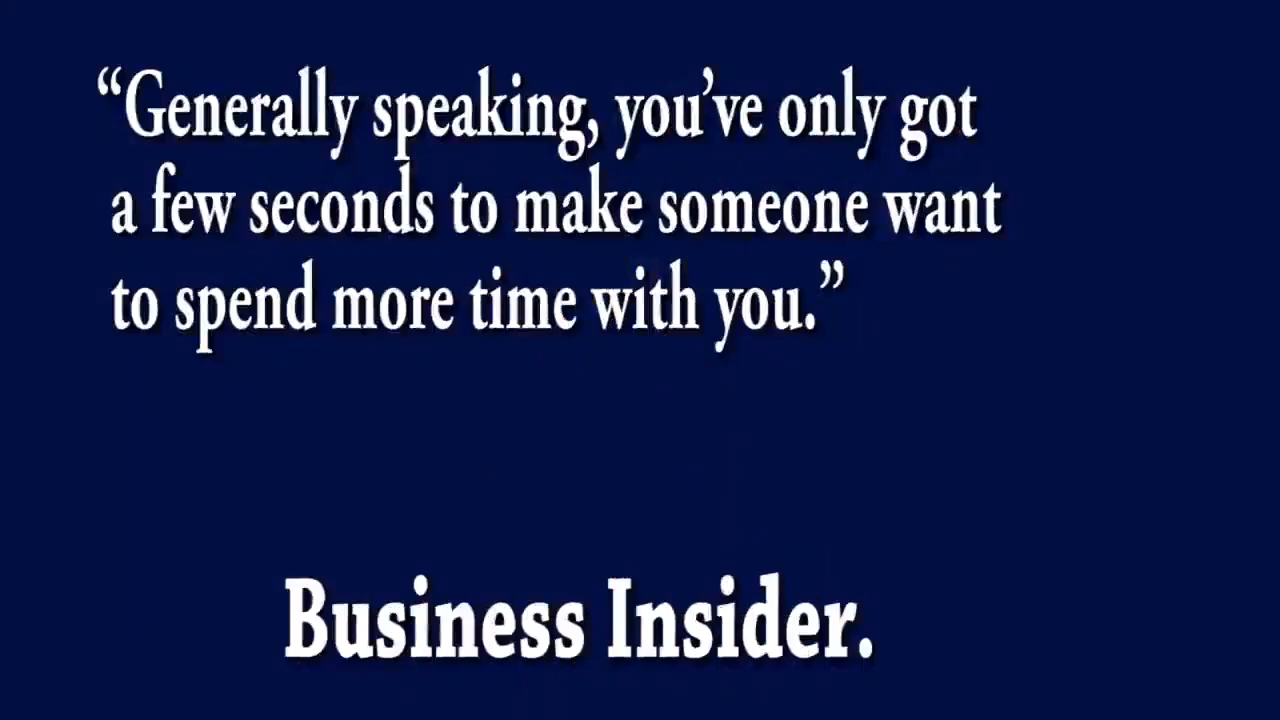 “Generally speaking, you’ve only got
a few seconds to make someone want
to spend more time with you.”
Business Insider.